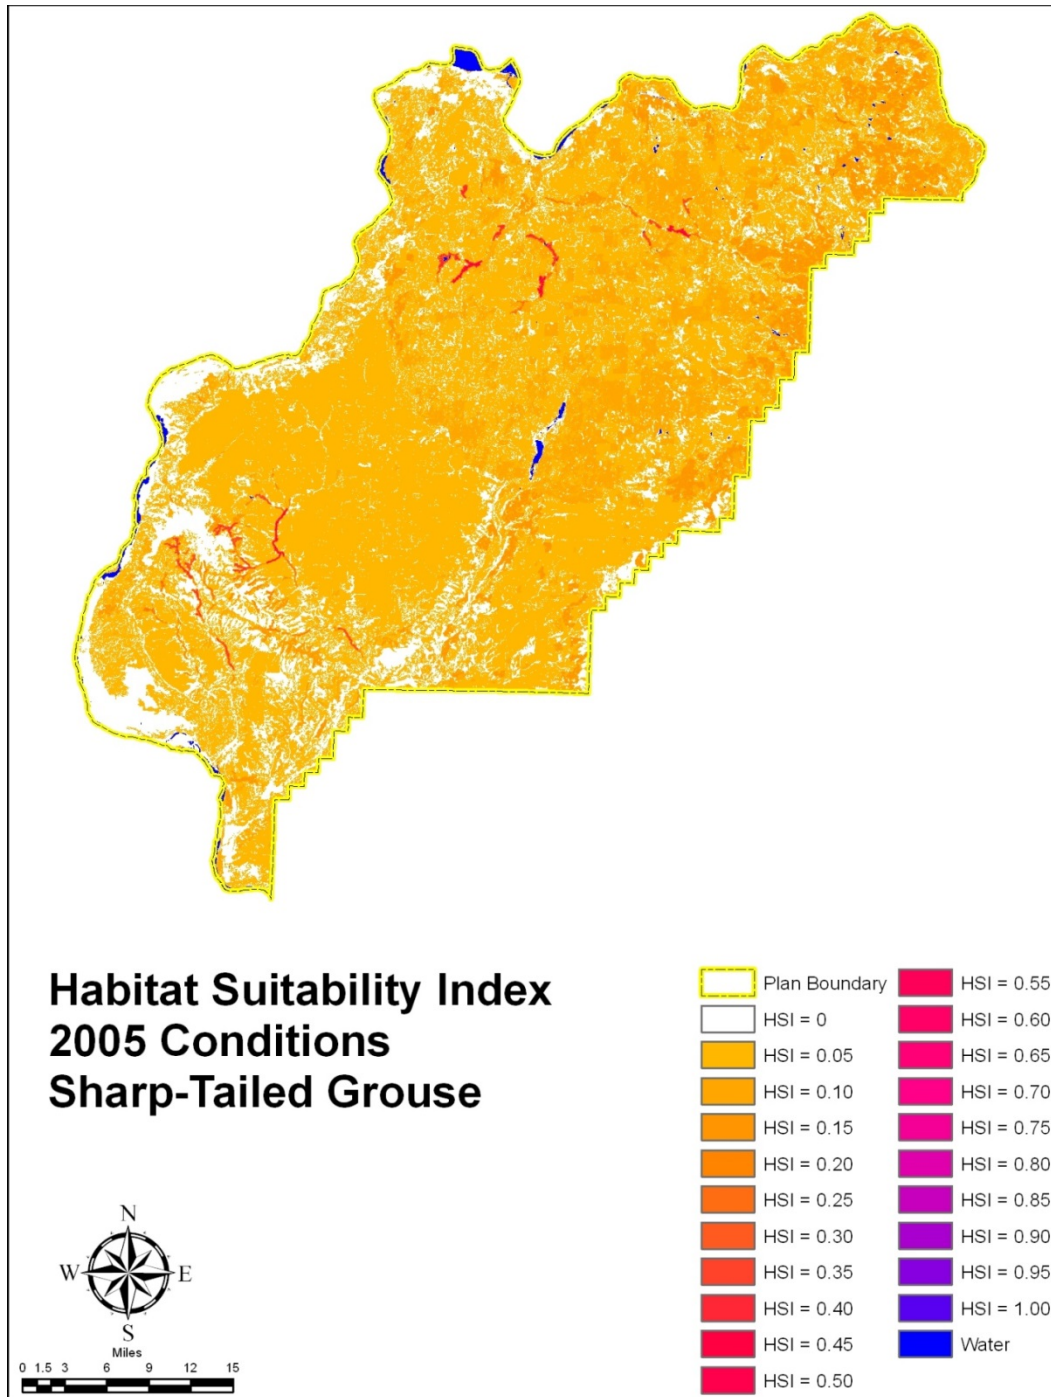 Habitat Suitability Index
2005 Conditions
Sharp-Tailed Grouse
N
W E
S
Miles
0 1.5 3 6 9 12 15
Plan Boundary
HSI = 0
HSI = 0.05
HSI = 0.10
HSI = 0.15
HSI = 0.20
HSI = 0.25
HSI = 0.30
HSI = 0.35
HSI = 0.40
HSI = 0.45
HSI = 0.50
HSI = 0.55
HSI = 0.60
HSI = 0.65
HSI = 0.70
HSI = 0.75
HSI = 0.80
HSI = 0.85
HSI = 0.90
HSI = 0.95
HSI = 1.00
Water